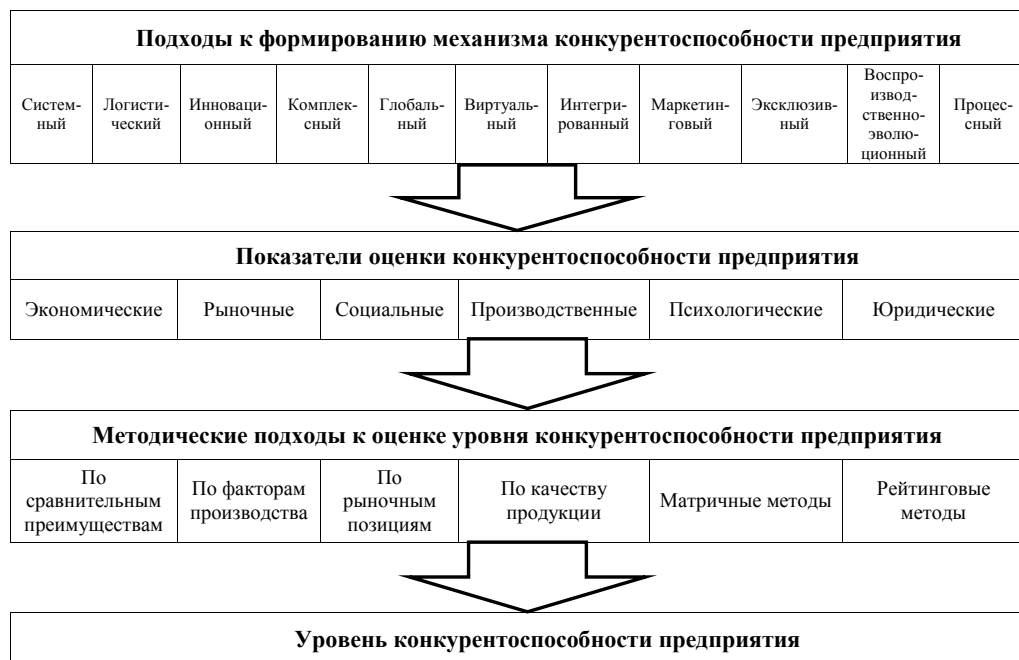 Подходы к формированию механизма конкурентоспособности предприятия
Систем-
ный
Логисти-
ческий
Инноваци-
онный
Комплек-
сный
Глобаль-
ный
Виртуаль-
ный
Интегри-
рованный
Маркетин-
говый
Эксклюзив-
ный
Воспро-
извод-
ственно-
эволю-
ционный
Процес-
сный
Показатели оценки конкурентоспособности предприятия
Экономические
Рыночные
Социальные
Производственные
Психологические
Юридические
Методические подходы к оценке уровня конкурентоспособности предприятия
По
сравнительным
преимуществам
По факторам
производства
По
рыночным
позициям
По качеству
продукции
Матричные методы
Рейтинговые
методы
Уровень конкурентоспособности предприятия